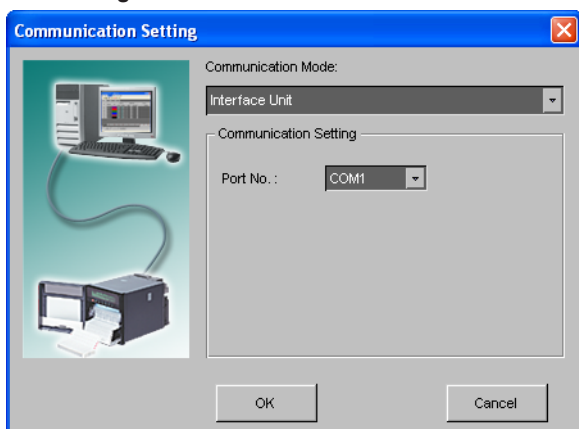 Communication Setting
Communication Mode:
Interface Unit
Communication Setting
Port No. :
COM1
OK
Cancel